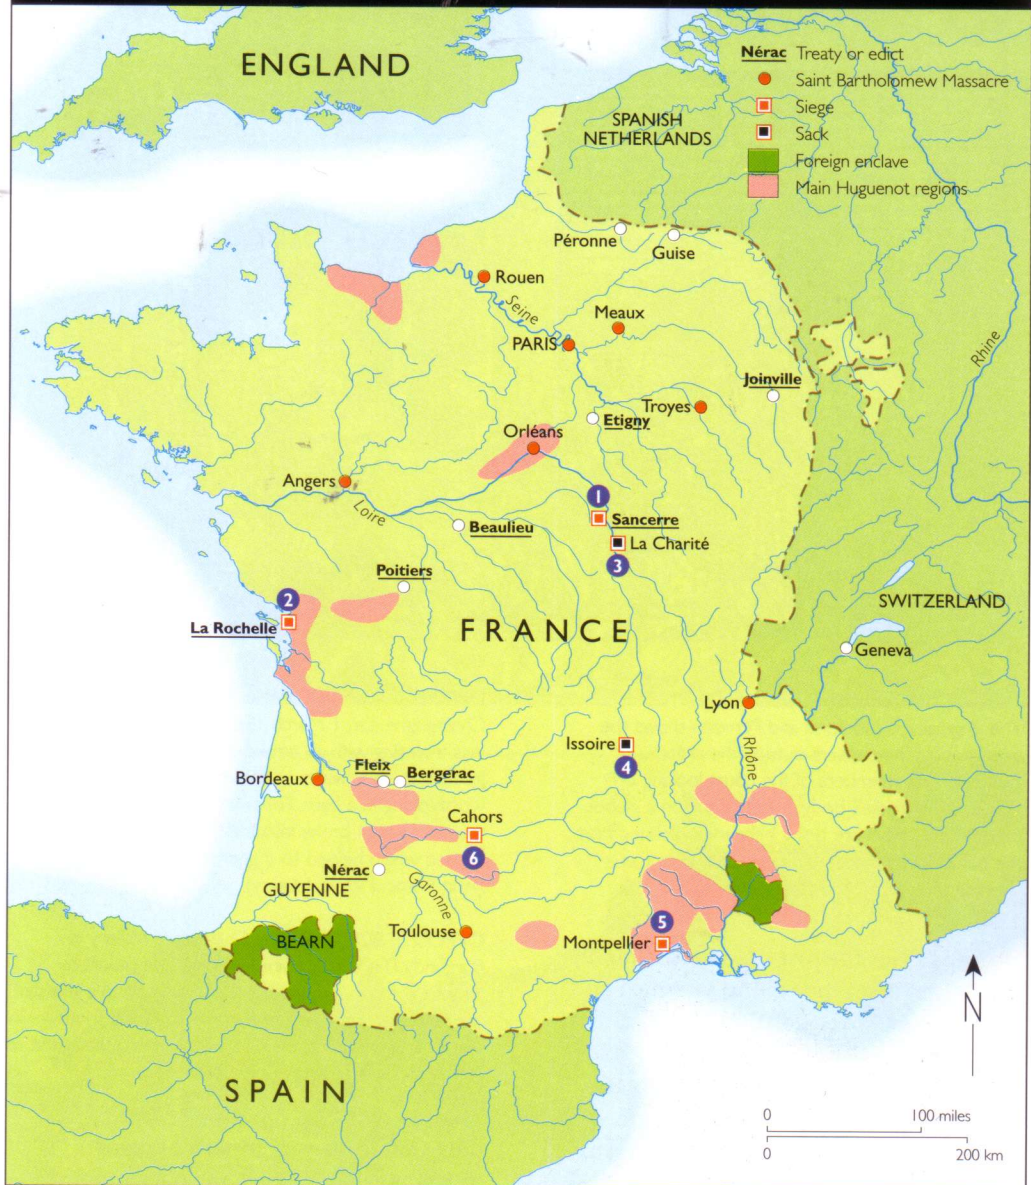 ENGLAND
Nérac Treaty or edict
Saint Bartholomew Massacre
Siege
Sack
Foreign enclave
Main Huguenot regions
SPANISH
NETHERLANDS
Péronne
Guise
Rouen
Seine
Meaux
PARIS
Rhine
Joinville
Troyes
Etigny
Orléans
Angers
Loire
1
Sancerre
Beaulieu
La Charité
3
Poitiers
2
La Rochelle
FRANCE
SWITZERLAND
Geneva
Lyon
Rhône
Issoire
4
Bordeaux
Fleix
Bergerac
Cahors
6
Nérac
Garonne
GUYENNE
BEARN
Toulouse
5
Montpellier
N
SPAIN
0 100 miles
0 200 km